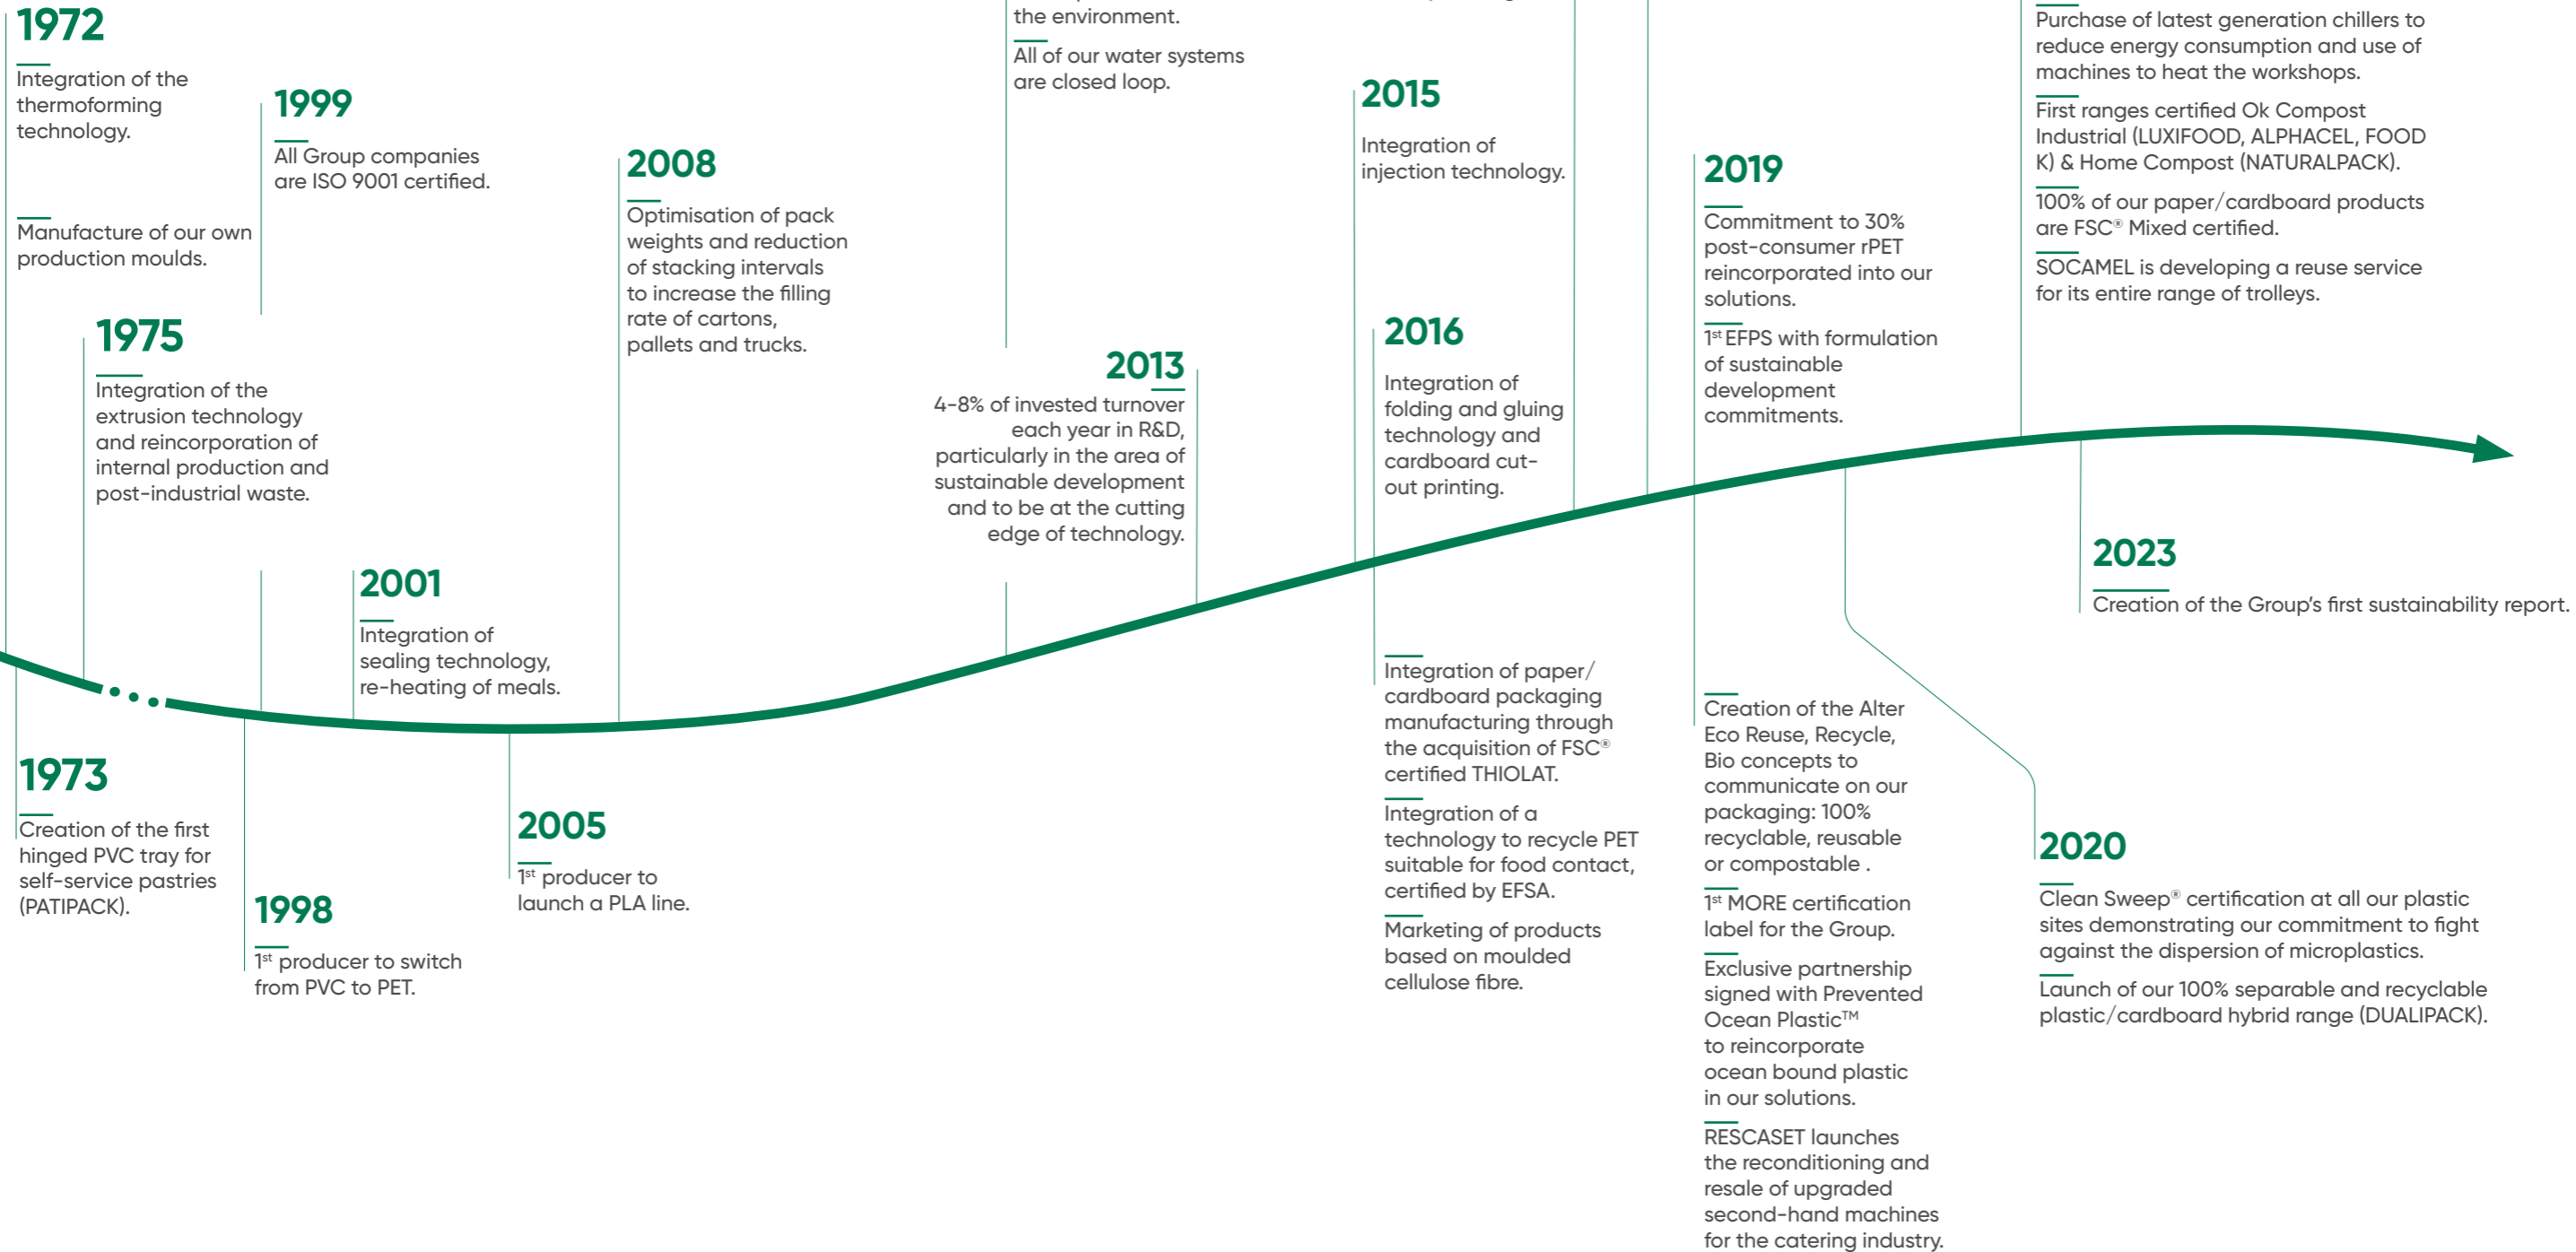 1972
Integration of the
thermoforming
technology.
Manufacture of our own
production moulds.
1973
Creation of the first
hinged PVC tray for
self-service pastries
(PATIPACK).
1975
Integration of the
extrusion technology
and reincorporation of
internal production and
post-industrial waste.
1998
1st producer to switch
from PVC to PET.
1999
All Group companies
are ISO 9001 certified.
2001
Integration of
sealing technology,
re-heating of meals.
2005
1st producer to
launch a PLA line.
2008
Optimisation of pack
weights and reduction
of stacking intervals
to increase the filling
rate of cartons,
pallets and trucks.
the environment.
All of our water systems
are closed loop.
2013
4-8% of invested turnover
each year in R&D,
particularly in the area of
sustainable development
and to be at the cutting
edge of technology.
2015
Integration of
injection technology.
2016
Integration of
folding and gluing
technology and
cardboard cut-
out printing.
Integration of paper/
cardboard packaging
manufacturing through
the acquisition of FSC®
certified THIOLAT.
Integration of a
technology to recycle PET
suitable for food contact,
certified by EFSA.
Marketing of products
based on moulded
cellulose fibre.
2019
Commitment to 30%
post-consumer rPET
reincorporated into our
solutions.
1st EFPS with formulation
of sustainable
development
commitments.
Creation of the Alter
Eco Reuse, Recycle,
Bio concepts to
communicate on our
packaging: 100%
recyclable, reusable
or compostable .
1st MORE certification
label for the Group.
Exclusive partnership
signed with Prevented
Ocean Plastic™
to reincorporate
ocean bound plastic
in our solutions.
RESCASET launches
the reconditioning and
resale of upgraded
second-hand machines
for the catering industry.
Purchase of latest generation chillers to
reduce energy consumption and use of
machines to heat the workshops.
First ranges certified Ok Compost
Industrial (LUXIFOOD, ALPHACEL, FOOD
K) & Home Compost (NATURALPACK).
100% of our paper/cardboard products
are FSC® Mixed certified.
SOCAMEL is developing a reuse service
for its entire range of trolleys.
2020
Clean Sweep® certification at all our plastic
sites demonstrating our commitment to fight
against the dispersion of microplastics.
Launch of our 100% separable and recyclable
plastic/cardboard hybrid range (DUALIPACK).
2023
Creation of the Group's first sustainability report.